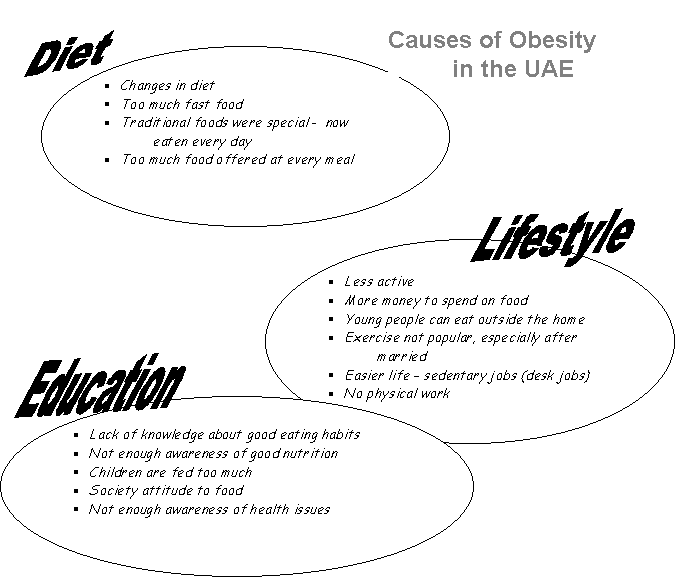 Causes of Obesity
in the UAE
Diet
▪ Changes in diet
▪ Too much fast food
▪ Traditional foods were special - now
eaten every day
▪ Too much food offered at every meal
Lifestyle
▪ Less active
▪ More money to spend on food
▪ Young people can eat outside the home
▪ Exercise not popular, especially after
married
▪ Easier life – sedentary jobs (desk jobs)
▪ No physical work
Education
▪ Lack of knowledge about good eating habits
▪ Not enough awareness of good nutrition
▪ Children are fed too much
▪ Society attitude to food
▪ Not enough awareness of health issues